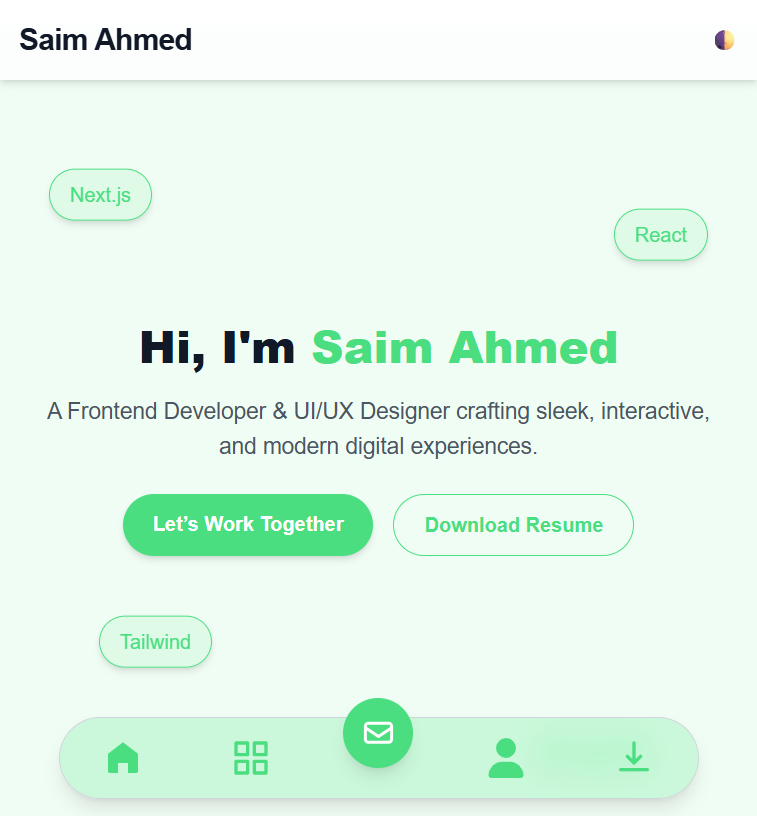 Saim Ahmed
Next.js
React
Hi, I'm Saim Ahmed
A Frontend Developer & UI/UX Designer crafting sleek, interactive,
and modern digital experiences.
Let’s Work Together
Download Resume
Tailwind